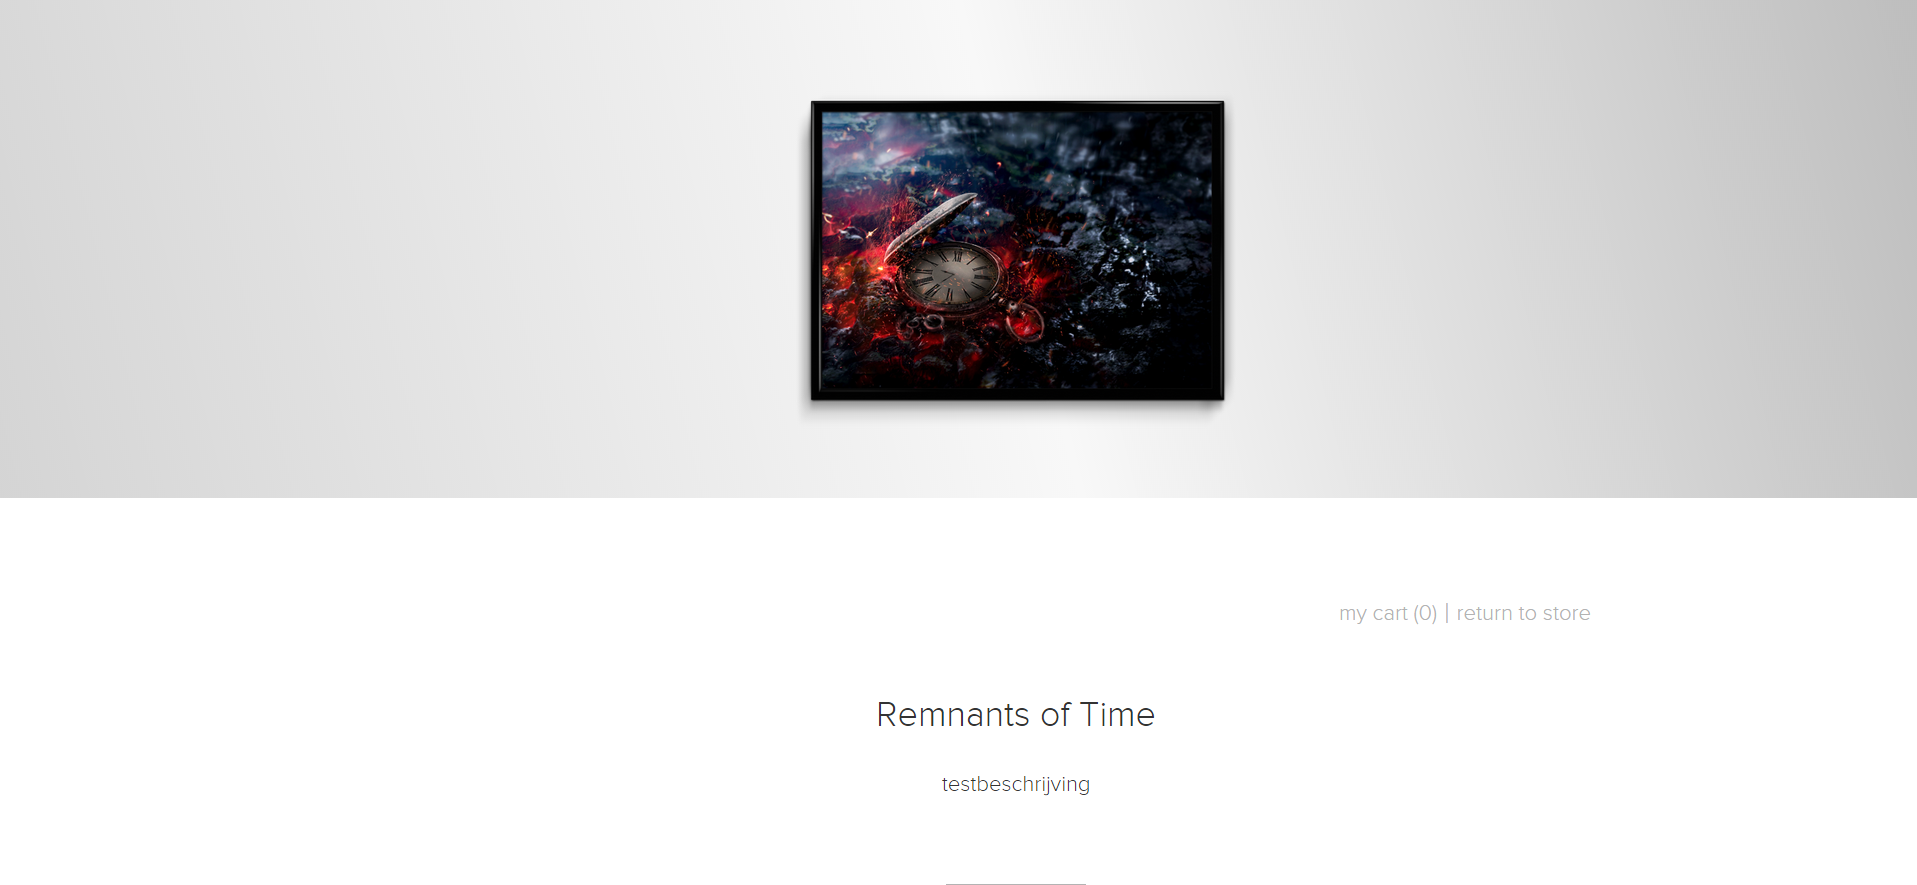 my cart (0) | return to store
Remnants of Time
testbeschrijving